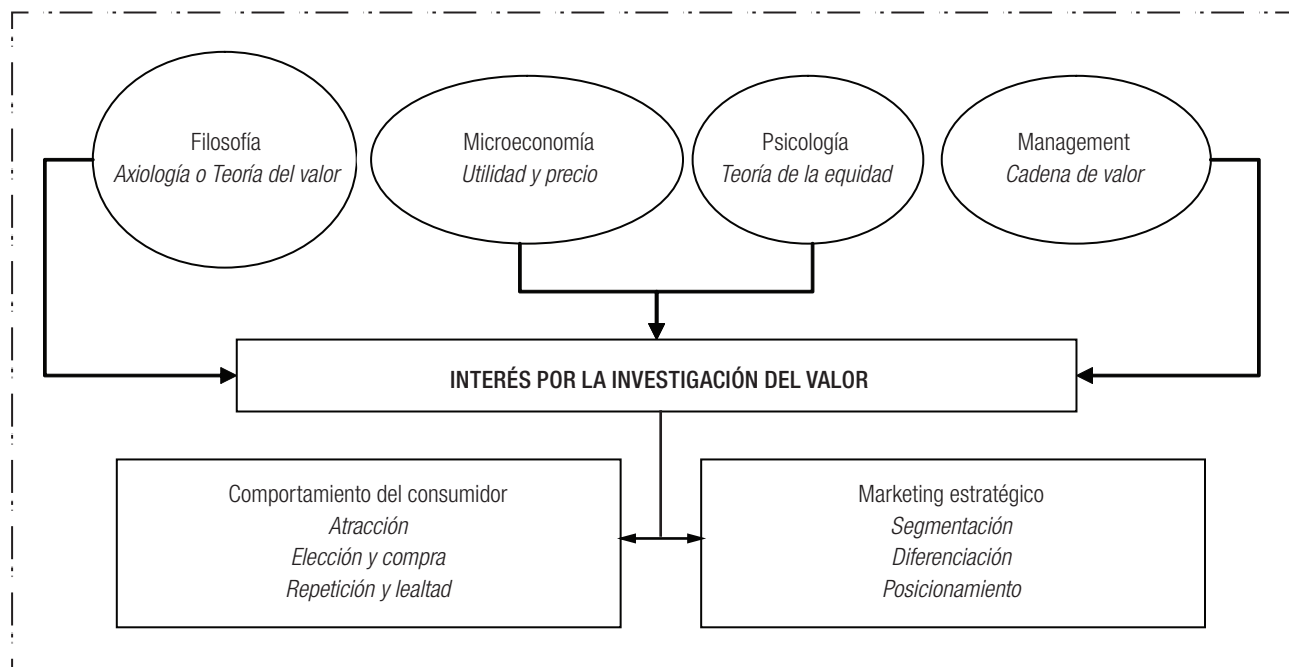 Filosofía
Axiología o Teoría del valor
Microeconomía
Utilidad y precio
Psicología
Teoría de la equidad
Management
Cadena de valor
INTERÉS POR LA INVESTIGACIÓN DEL VALOR
Comportamiento del consumidor
Atracción
Elección y compra
Repetición y lealtad
Marketing estratégico
Segmentación
Diferenciación
Posicionamiento